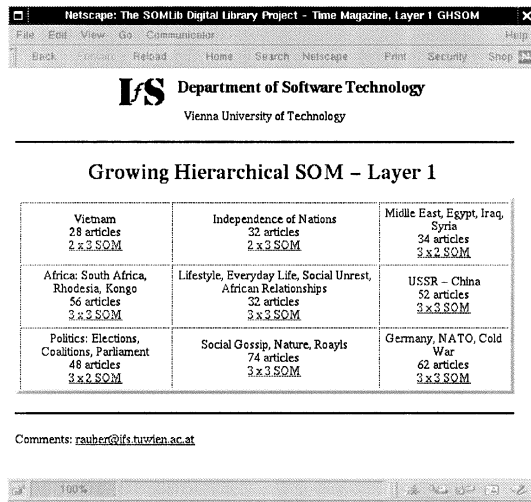 Netscape: The SOMLib Digital Library Project - Time Magazine, Layer 1 GHSOM
File Edit View Go Communicator Help
Back Reload Home Search Netscape Print Security Shop
IfS Department of Software Technology
Vienna University of Technology
Growing Hierarchical SOM – Layer 1
Vietnam
28 articles
2 x 3 SOM
Independence of Nations
32 articles
2 x 3 SOM
Middle East, Egypt, Iraq,
Syria
34 articles
3 x 2 SOM
Africa: South Africa,
Rhodesia, Kongo
56 articles
3 x 3 SOM
Lifestyle, Everyday Life, Social Unrest,
African Relationships
32 articles
3 x 3 SOM
USSR – China
52 articles
3 x 3 SOM
Politics: Elections,
Coalitions, Parliament
48 articles
3 x 2 SOM
Social Gossip, Nature, Roayls
74 articles
3 x 3 SOM
Germany, NATO, Cold
War
62 articles
3 x 3 SOM
Comments: rauber@ifs.tuwien.ac.at
100%